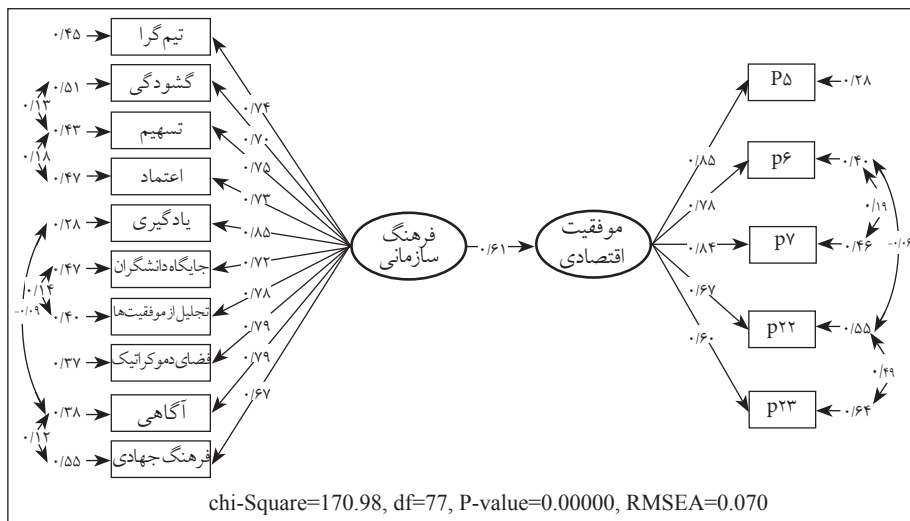 ۰/۴۵ تیم‌گرا
۰/۵۱ گشودگی
۰/۴۳ تسهیم
۰/۴۷ اعتماد
۰/۲۸ یادگیری
۰/۴۷ جایگاه دانشگران
۰/۴۰ تجلیل از موفقیت‌ها
۰/۳۷ فضای دموکراتیک
۰/۳۸ آگاهی
۰/۵۵ فرهنگ جهادی
۰/۱۳
۰/۱۸
۰/۱۴
-۰/۰۹
۰/۱۲
۰/۷۴
۰/۷۰
۰/۷۵
۰/۷۳
۰/۸۵
۰/۷۲
۰/۷۸
۰/۷۹
۰/۷۹
۰/۶۷
فرهنگ
سازمانی
۰/۶۱
موفقیت
اقتصادی
۰/۸۵
۰/۷۸
۰/۸۴
۰/۶۷
۰/۶۰
P۵ ۰/۲۸
p۶ ۰/۴۰
p۷ ۰/۴۶
p۲۲ ۰/۵۵
p۲۳ ۰/۶۴
۰/۱۹
۰/۴۹
chi-Square=170.98, df=77, P-value=0.00000, RMSEA=0.070